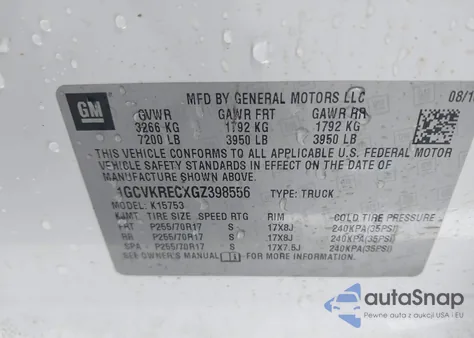 MFD BY GENERAL MOTORS LLC 08/1
GM
GVWR GAWR FRT GAWR RR
3266 KG 1792 KG 1792 KG
7200 LB 3950 LB 3950 LB
THIS VEHICLE CONFORMS TO ALL APPLICABLE U.S. FEDERAL MOTOR
VEHICLE SAFETY STANDARDS IN EFFECT ON THE DATE OF
MANUFACTURE SHOWN ABOVE.
1GCVKRECXGZ398556 TYPE: TRUCK
MODEL: K15753
TIRE SIZE SPEED RTG RIM COLD TIRE PRESSURE
FRT P255/70R17 S 17X8J 240KPA(35PSI)
RR P255/70R17 S 17X8J 240KPA(35PSI)
SPA P255/70R17 S 17X7.5J 240KPA(35PSI)
SEE OWNER'S MANUAL FOR MORE INFORMATION.
autoSnap
Pewne auta z aukcji USA i EU